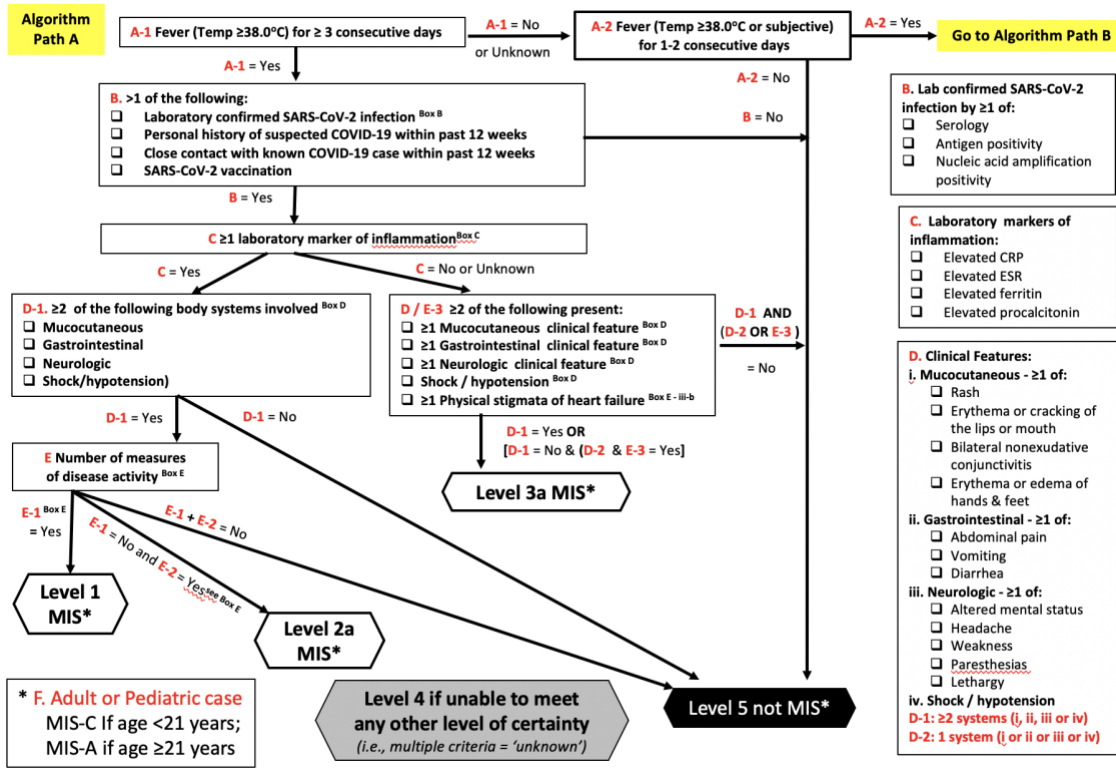 Algorithm
Path A
A-1 Fever (Temp ≥38.0ºC) for ≥ 3 consecutive days
A-1 = No
or Unknown
A-2 Fever (Temp ≥38.0ºC or subjective)
for 1-2 consecutive days
A-2 = Yes
Go to Algorithm Path B
A-1 = Yes
A-2 = No
B. >1 of the following:
❑ Laboratory confirmed SARS-CoV-2 infection Box B
❑ Personal history of suspected COVID-19 within past 12 weeks
❑ Close contact with known COVID-19 case within past 12 weeks
❑ SARS-CoV-2 vaccination
B = No
B = Yes
C ≥1 laboratory marker of inflammation Box C
C = Yes
C = No or Unknown
D-1. ≥2 of the following body systems involved Box D
❑ Mucocutaneous
❑ Gastrointestinal
❑ Neurologic
❑ Shock/hypotension)
D / E-3 ≥2 of the following present:
❑ ≥1 Mucocutaneous clinical feature Box D
❑ ≥1 Gastrointestinal clinical feature Box D
❑ ≥1 Neurologic clinical feature Box D
❑ Shock / hypotension Box D
❑ ≥1 Physical stigmata of heart failure Box E - iii-b
D-1 AND
(D-2 OR E-3 )
= No
D-1 = Yes
D-1 = No
D-1 = Yes OR
[D-1 = No & (D-2 & E-3 = Yes]
E Number of measures
of disease activity Box E
Level 3a MIS*
E-1 Box E
= Yes
E-1 = No and E-2 = Yes see Box E
E-1 + E-2 = No
Level 1
MIS*
Level 2a
MIS*
* F. Adult or Pediatric case
MIS-C If age <21 years;
MIS-A if age ≥21 years
Level 4 if unable to meet
any other level of certainty
(i.e., multiple criteria = ‘unknown’)
Level 5 not MIS*
B. Lab confirmed SARS-CoV-2
infection by ≥1 of:
❑ Serology
❑ Antigen positivity
❑ Nucleic acid amplification
positivity
C. Laboratory markers of
inflammation:
❑ Elevated CRP
❑ Elevated ESR
❑ Elevated ferritin
❑ Elevated procalcitonin
D. Clinical Features:
i. Mucocutaneous - ≥1 of:
❑ Rash
❑ Erythema or cracking of
the lips or mouth
❑ Bilateral nonexudative
conjunctivitis
❑ Erythema or edema of
hands & feet
ii. Gastrointestinal - ≥1 of:
❑ Abdominal pain
❑ Vomiting
❑ Diarrhea
iii. Neurologic - ≥1 of:
❑ Altered mental status
❑ Headache
❑ Weakness
❑ Paresthesias
❑ Lethargy
iv. Shock / hypotension
D-1: ≥2 systems (i, ii, iii or iv)
D-2: 1 system (i or ii or iii or iv)